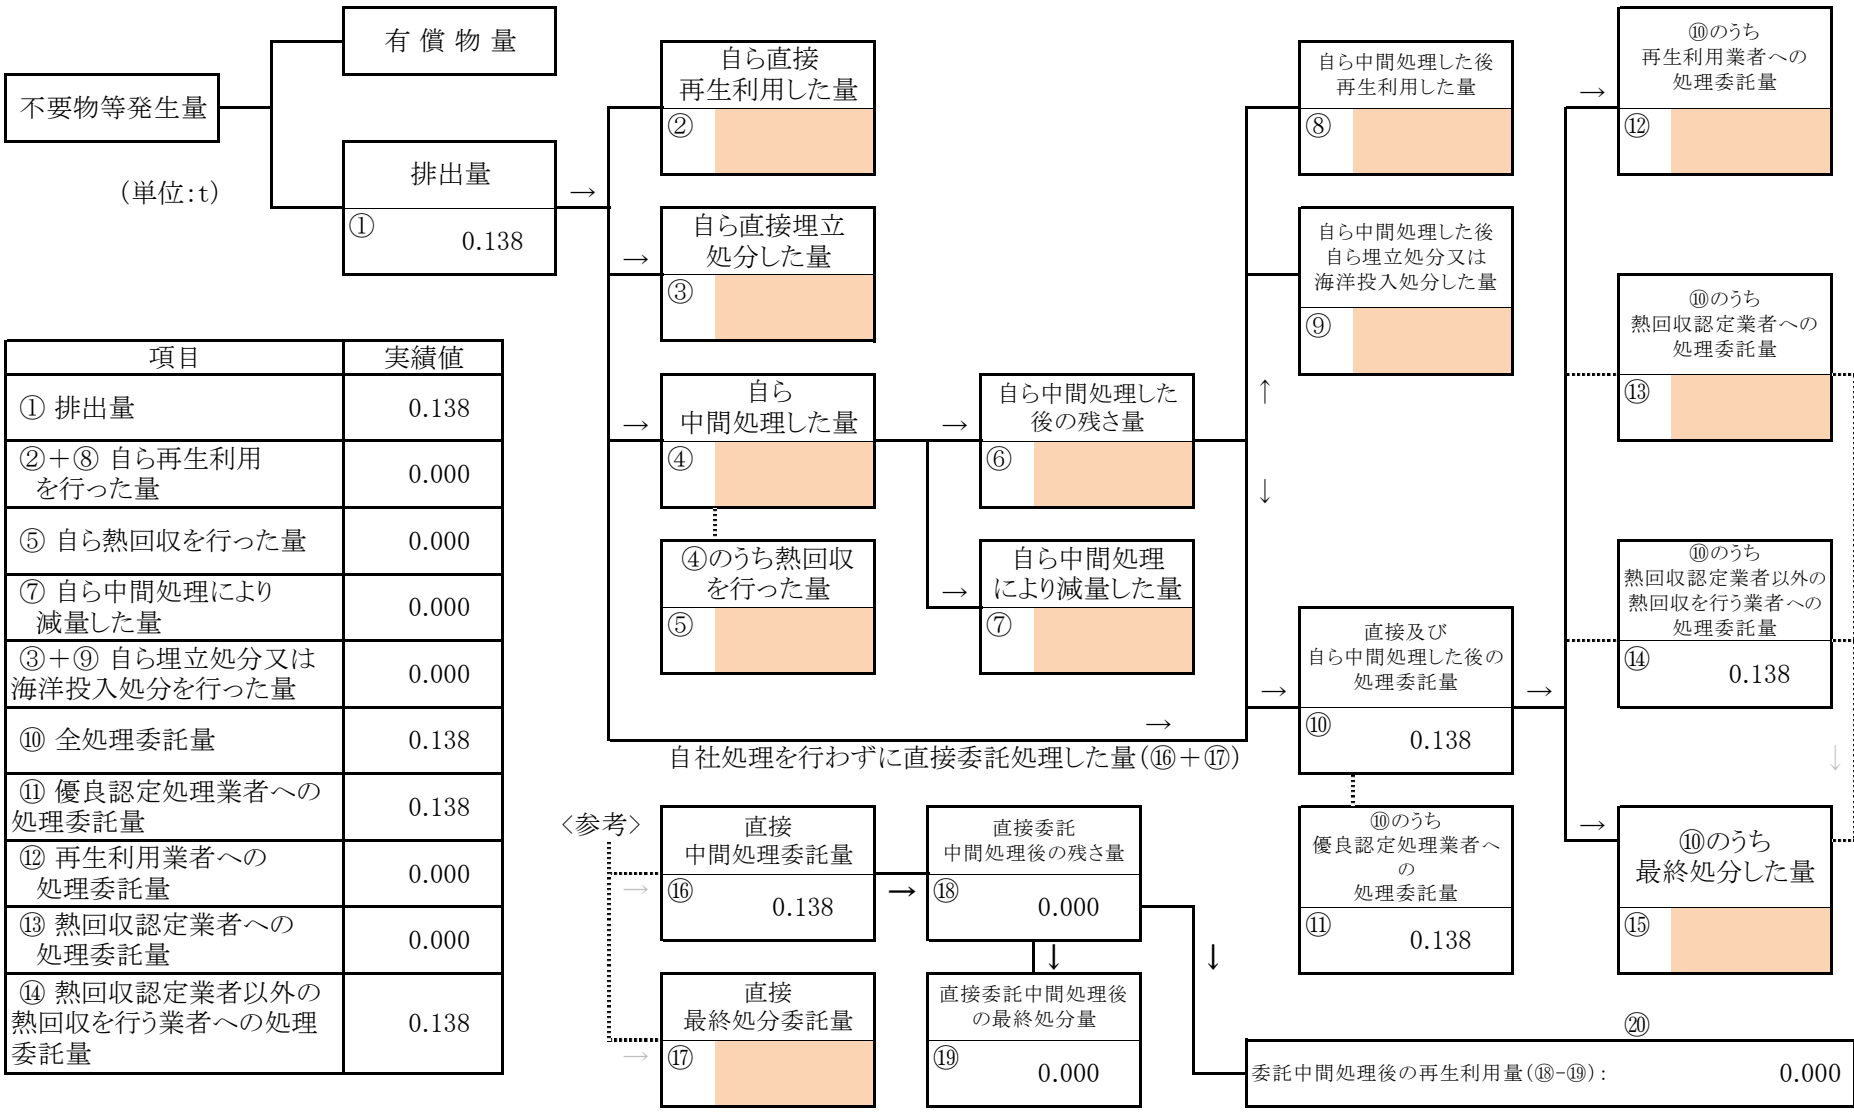 有 償 物 量
不要物等発生量
(単位:t)
排出量
①
0.138
→
自ら直接
再生利用した量
②
→
自ら直接埋立
処分した量
③
→
自ら
中間処理した量
④
④のうち熱回収
を行った量
⑤
→
自ら中間処理した
後の残さ量
⑥
→
自ら中間処理
により減量した量
⑦
↑
↓
自ら中間処理した後
再生利用した量
⑧
自ら中間処理した後
自ら埋立処分又は
海洋投入処分した量
⑨
→
自社処理を行わずに直接委託処理した量(⑯+⑰)
→
直接及び
自ら中間処理した後の
処理委託量
⑩
0.138
→
⑩のうち
優良認定処理業者へ
の
処理委託量
⑪
0.138
→
⑩のうち
再生利用業者への
処理委託量
⑫
⑩のうち
熱回収認定業者への
処理委託量
⑬
⑩のうち
熱回収認定業者以外の
熱回収を行う業者への
処理委託量
⑭
0.138
↓
→
⑩のうち
最終処分した量
⑮
項目 実績値
① 排出量 0.138
②+⑧ 自ら再生利用
を行った量
0.000
⑤ 自ら熱回収を行った量 0.000
⑦ 自ら中間処理により
減量した量
0.000
③+⑨ 自ら埋立処分又は
海洋投入処分を行った量
0.000
⑩ 全処理委託量 0.138
⑪ 優良認定処理業者への
処理委託量
0.138
⑫ 再生利用業者への
処理委託量
0.000
⑬ 熱回収認定業者への
処理委託量
0.000
⑭ 熱回収認定業者以外の
熱回収を行う業者への処理
委託量
0.138
<参考>
→
直接
中間処理委託量
⑯
0.138
→
直接委託
中間処理後の残さ量
⑱
0.000
↓
↓
→
直接
最終処分委託量
⑰
直接委託中間処理後
の最終処分量
⑲
0.000
⑳
委託中間処理後の再生利用量(⑱-⑲): 0.000